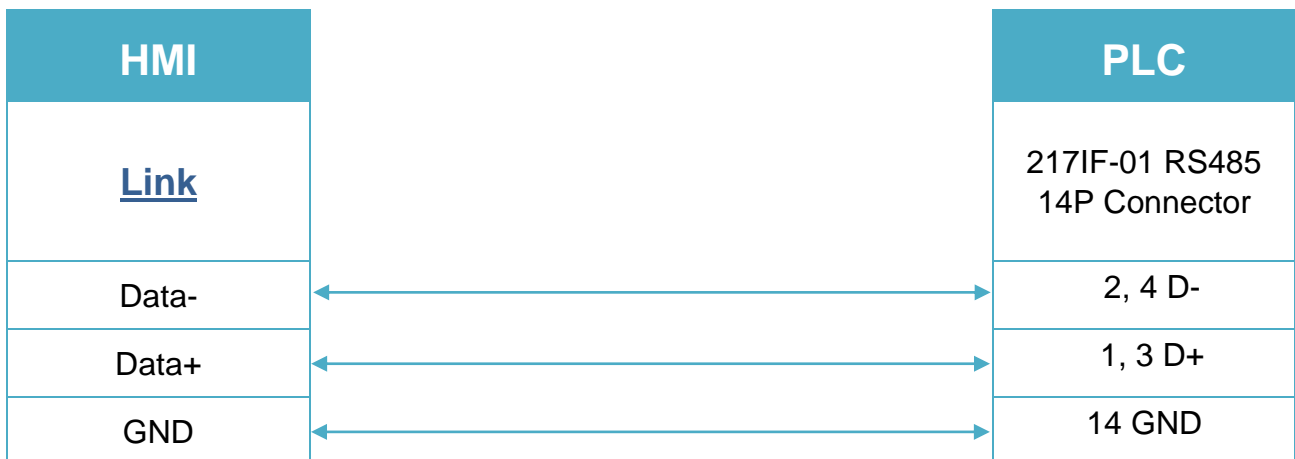 HMI PLC
Link 217IF-01 RS485
14P Connector
Data- 2, 4 D-
Data+ 1, 3 D+
GND 14 GND